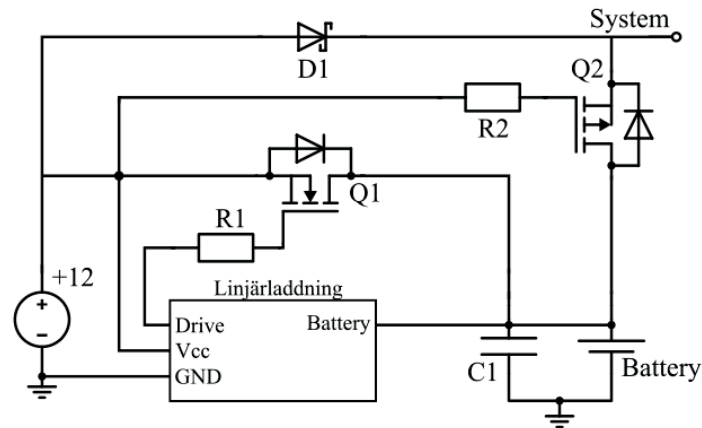 System
D1
Q2
R2
Q1
R1
+12
Linjärladdning
Drive
Battery
Vcc
GND
C1
Battery